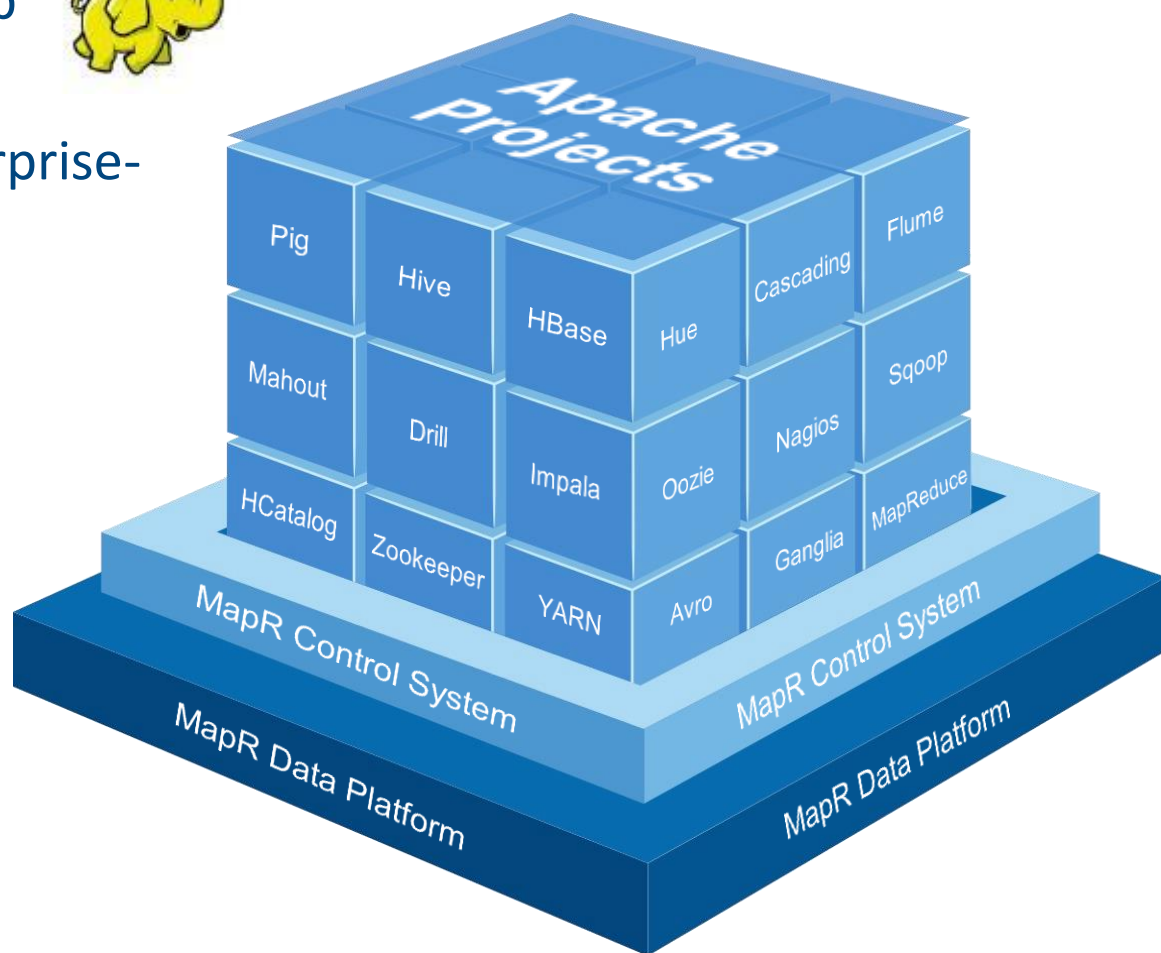 rprise-
Apache
Projects
Pig
Hive
HBase
Hue
Cascading
Flume
Mahout
Drill
Impala
Oozie
Nagios
Sqoop
HCatalog
Zookeeper
YARN
Avro
Ganglia
MapReduce
MapR Control System
MapR Control System
MapR Data Platform
MapR Data Platform